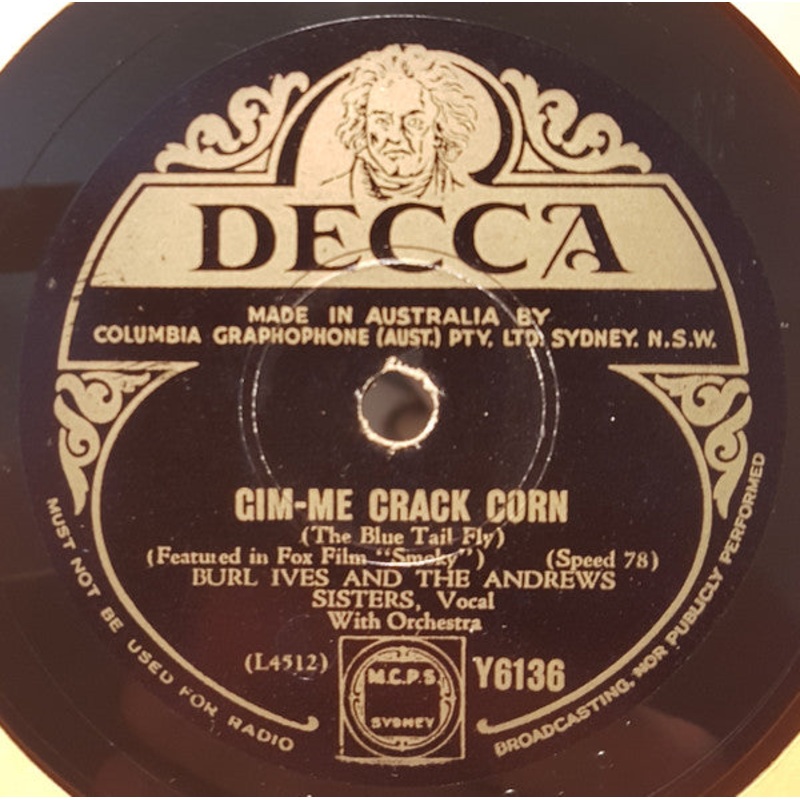 DECCA
MADE IN AUSTRALIA BY
COLUMBIA GRAPHOPHONE (AUST.) PTY. LTD. SYDNEY. N.S.W.
GIM-ME CRACK CORN
(The Blue Tail Fly)
(Featured in Fox Film "Smoky") (Speed 78)
BURL IVES AND THE ANDREWS
SISTERS, Vocal
With Orchestra
(L4512)
M.C.P.S.
SYDNEY
Y6136
MUST NOT BE USED FOR RADIO
BROADCASTING, NOR PUBLICLY PERFORMED